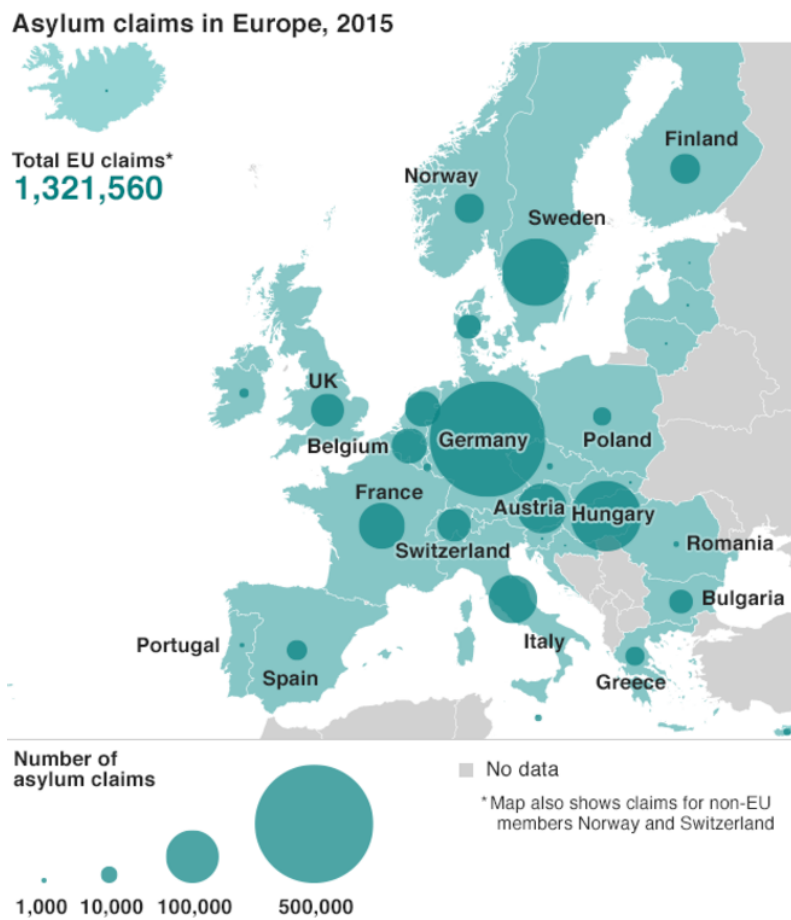 Asylum claims in Europe, 2015
Total EU claims*
1,321,560
Finland
Norway
Sweden
UK
Belgium
Germany
Poland
France
Austria
Hungary
Switzerland
Romania
Bulgaria
Portugal
Italy
Spain
Greece
Number of
asylum claims
1,000
10,000
100,000
500,000
No data
*Map also shows claims for non-EU
members Norway and Switzerland